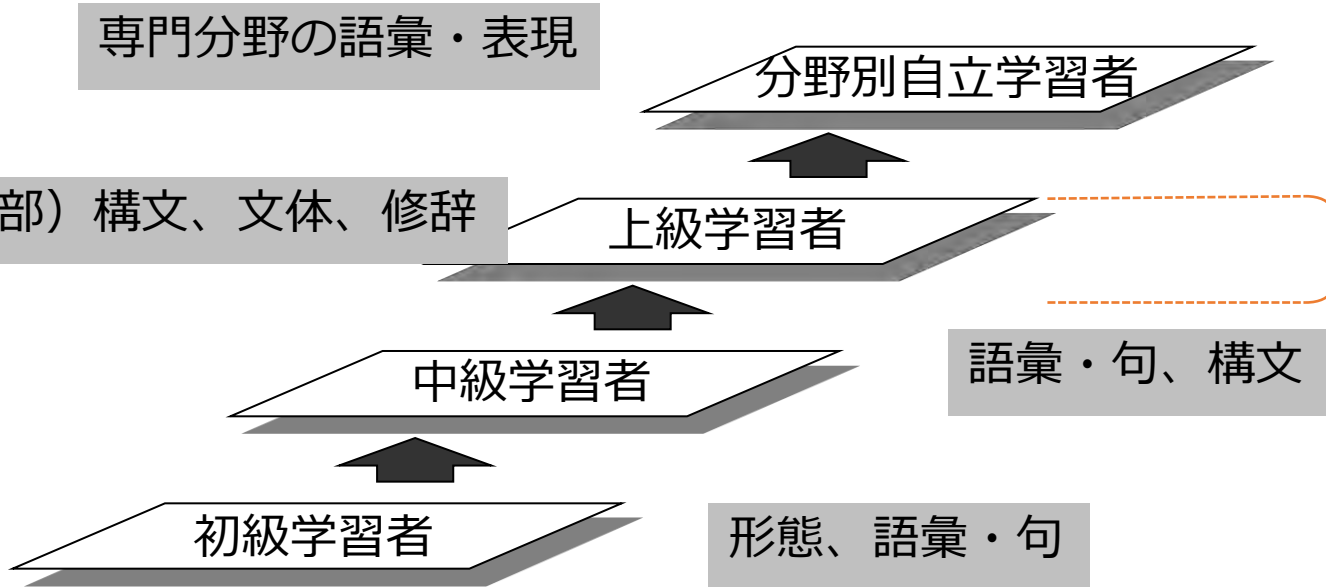 専門分野の語彙・表現
分野別自立学習者
部）構文、文体、修辞
上級学習者
語彙・句、構文
中級学習者
初級学習者
形態、語彙・句